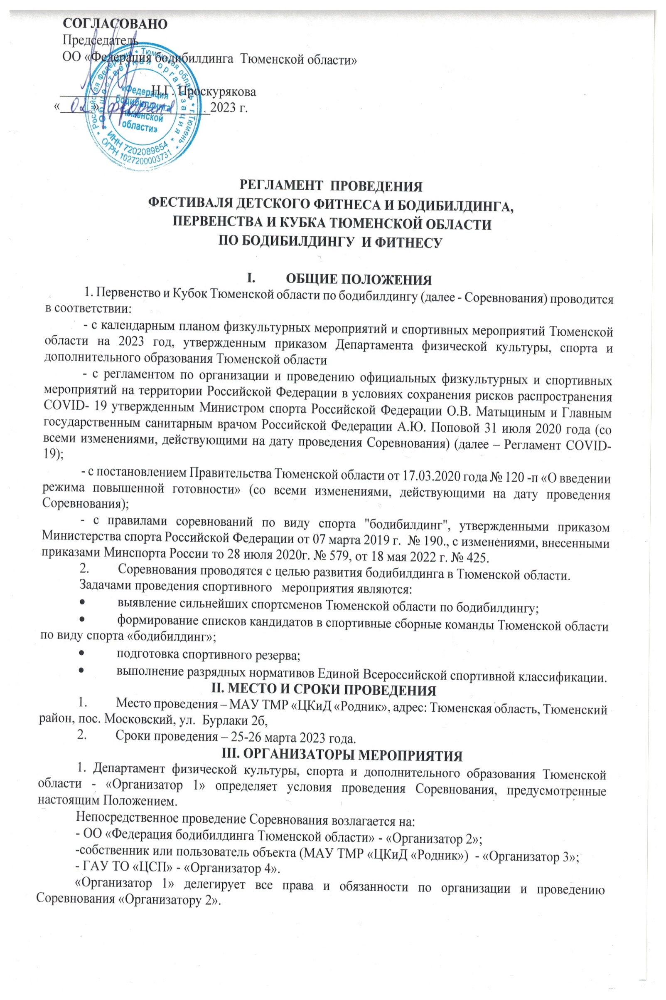 СОГЛАСОВАНО
Председатель
ОО «Федерация бодибилдинга Тюменской области»
Н.Г. Проскурякова
« 02 » февраля 2023 г.
* Российская Федерация * Тюменская область * г.Тюмень *
* Общественная организация *
«Федерация
бодибилдинга
Тюменской
области»
ИНН 7202089854
ОГРН 1027200003731
РЕГЛАМЕНТ ПРОВЕДЕНИЯ
ФЕСТИВАЛЯ ДЕТСКОГО ФИТНЕСА И БОДИБИЛДИНГА,
ПЕРВЕНСТВА И КУБКА ТЮМЕНСКОЙ ОБЛАСТИ
ПО БОДИБИЛДИНГУ И ФИТНЕСУ
I. ОБЩИЕ ПОЛОЖЕНИЯ
1. Первенство и Кубок Тюменской области по бодибилдингу (далее - Соревнования) проводится
в соответствии:
- с календарным планом физкультурных мероприятий и спортивных мероприятий Тюменской
области на 2023 год, утвержденным приказом Департамента физической культуры, спорта и
дополнительного образования Тюменской области
- с регламентом по организации и проведению официальных физкультурных и спортивных
мероприятий на территории Российской Федерации в условиях сохранения рисков распространения
COVID- 19 утвержденным Министром спорта Российской Федерации О.В. Матыциным и Главным
государственным санитарным врачом Российской Федерации А.Ю. Поповой 31 июля 2020 года (со
всеми изменениями, действующими на дату проведения Соревнования) (далее – Регламент COVID-
19);
- с постановлением Правительства Тюменской области от 17.03.2020 года № 120 -п «О введении
режима повышенной готовности» (со всеми изменениями, действующими на дату проведения
Соревнования);
- с правилами соревнований по виду спорта "бодибилдинг", утвержденными приказом
Министерства спорта Российской Федерации от 07 марта 2019 г. № 190., с изменениями, внесенными
приказами Минспорта России то 28 июля 2020г. № 579, от 18 мая 2022 г. № 425.
2. Соревнования проводятся с целью развития бодибилдинга в Тюменской области.
Задачами проведения спортивного мероприятия являются:
• выявление сильнейших спортсменов Тюменской области по бодибилдингу;
• формирование списков кандидатов в спортивные сборные команды Тюменской области
по виду спорта «бодибилдинг»;
• подготовка спортивного резерва;
• выполнение разрядных нормативов Единой Всероссийской спортивной классификации.
II. МЕСТО И СРОКИ ПРОВЕДЕНИЯ
1. Место проведения – МАУ ТМР «ЦКиД «Родник», адрес: Тюменская область, Тюменский
район, пос. Московский, ул. Бурлаки 2б,
2. Сроки проведения – 25-26 марта 2023 года.
III. ОРГАНИЗАТОРЫ МЕРОПРИЯТИЯ
1. Департамент физической культуры, спорта и дополнительного образования Тюменской
области - «Организатор 1» определяет условия проведения Соревнования, предусмотренные
настоящим Положением.
Непосредственное проведение Соревнования возлагается на:
- ОО «Федерация бодибилдинга Тюменской области» - «Организатор 2»;
-собственник или пользователь объекта (МАУ ТМР «ЦКиД «Родник») - «Организатор 3»;
- ГАУ ТО «ЦСП» - «Организатор 4».
«Организатор 1» делегирует все права и обязанности по организации и проведению
Соревнования «Организатору 2».